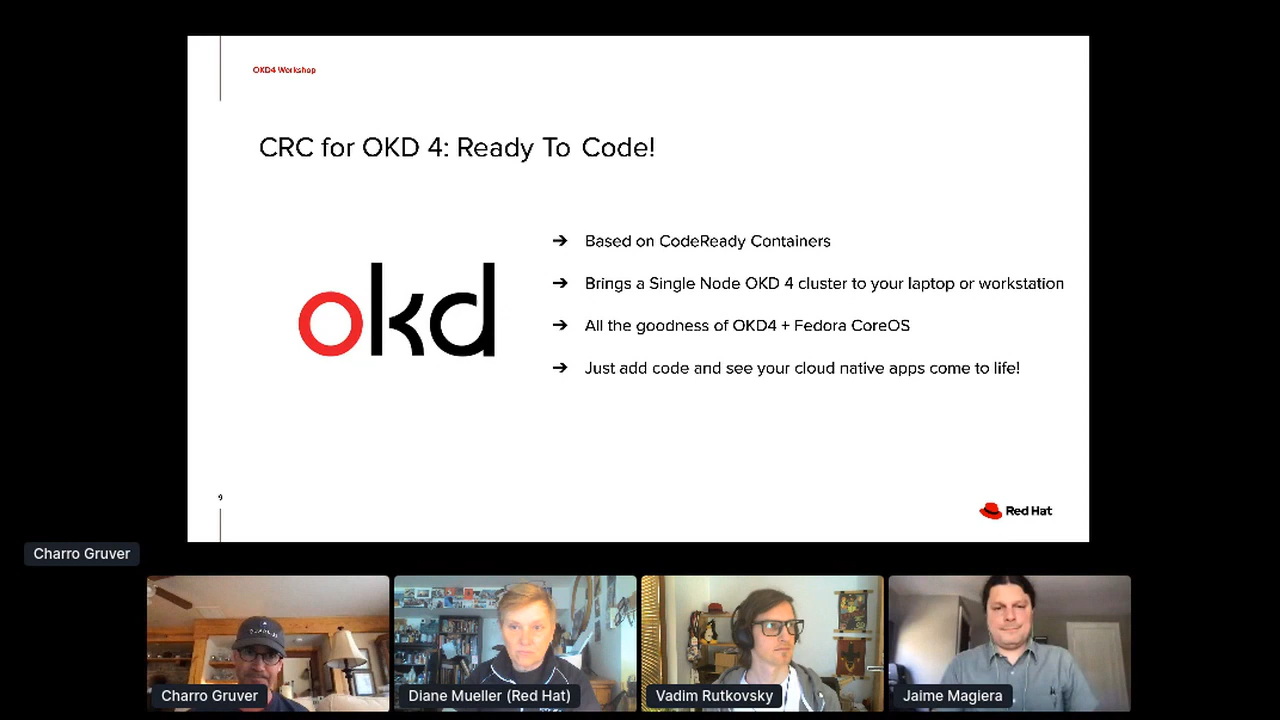 OKD4 Workshop
CRC for OKD 4: Ready To Code!
okd
➔ Based on CodeReady Containers
➔ Brings a Single Node OKD 4 cluster to your laptop or workstation
➔ All the goodness of OKD4 + Fedora CoreOS
➔ Just add code and see your cloud native apps come to life!
9
Red Hat
Charro Gruver
Charro Gruver
Diane Mueller (Red Hat)
Vadim Rutkovsky
Jaime Magiera